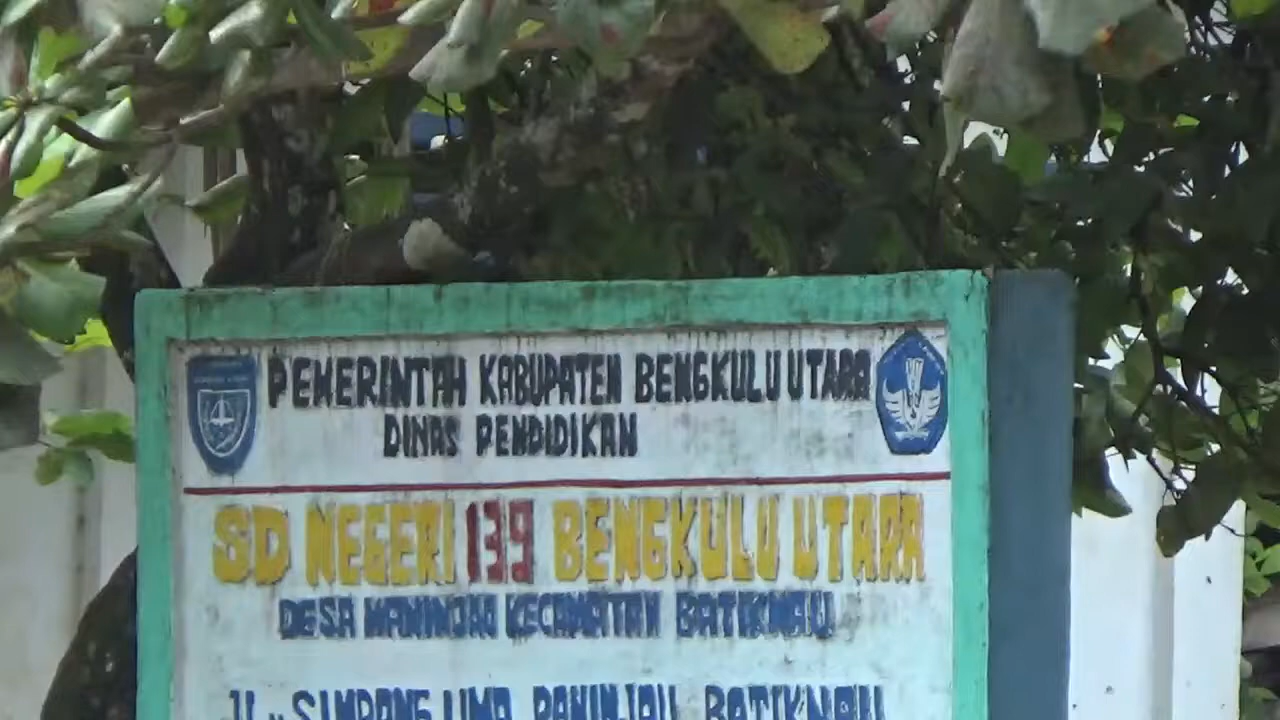 PEMERINTAH KABUPATEN BENGKULU UTARA
DINAS PENDIDIKAN
SD NEGERI 139 BENGKULU UTARA
DESA MANINJAU KECAMATAN BATIKNAU
JL. SIMPANG LIMA PANINJAU BATIKNAU